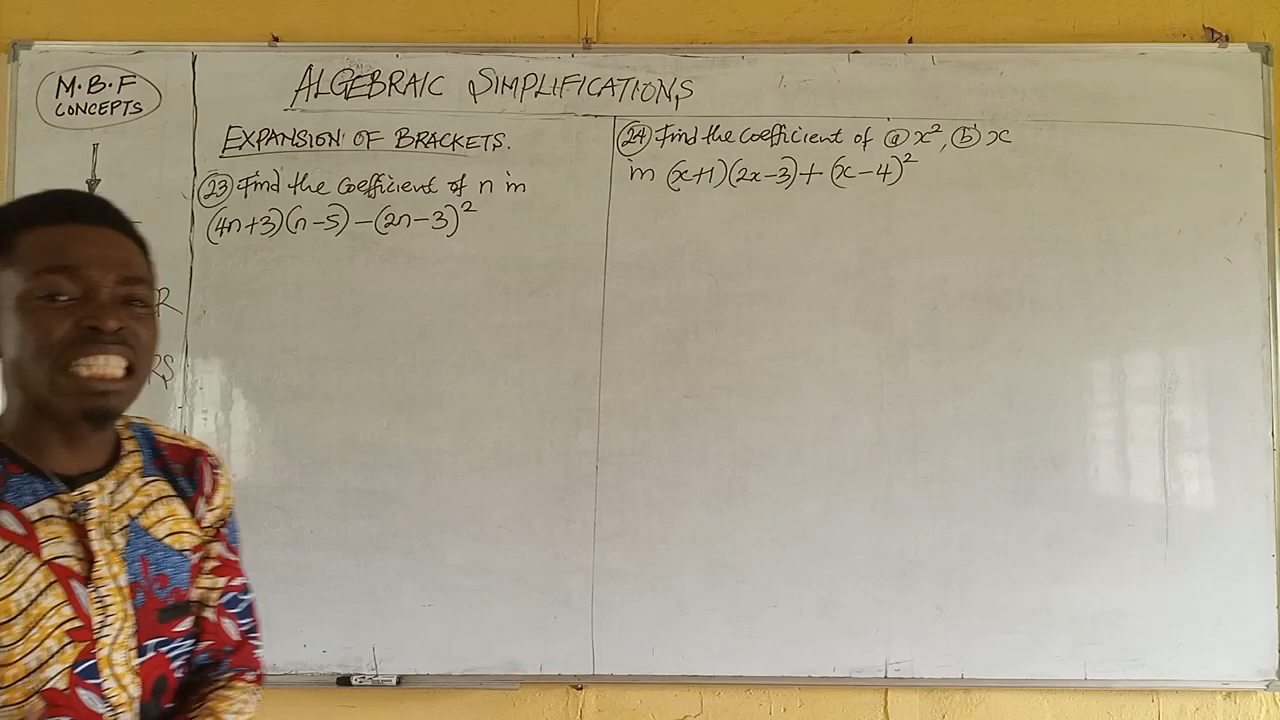 M.B.F
CONCEPTS
ALGEBRAIC SIMPLIFICATIONS
EXPANSION OF BRACKETS.
(23) Find the coefficient of n in
(4n+3)(n-5)-(2n-3)²
(24) Find the coefficient of (a) x², (b) x
in (x+1)(2x-3)+(x-4)²
R
RS